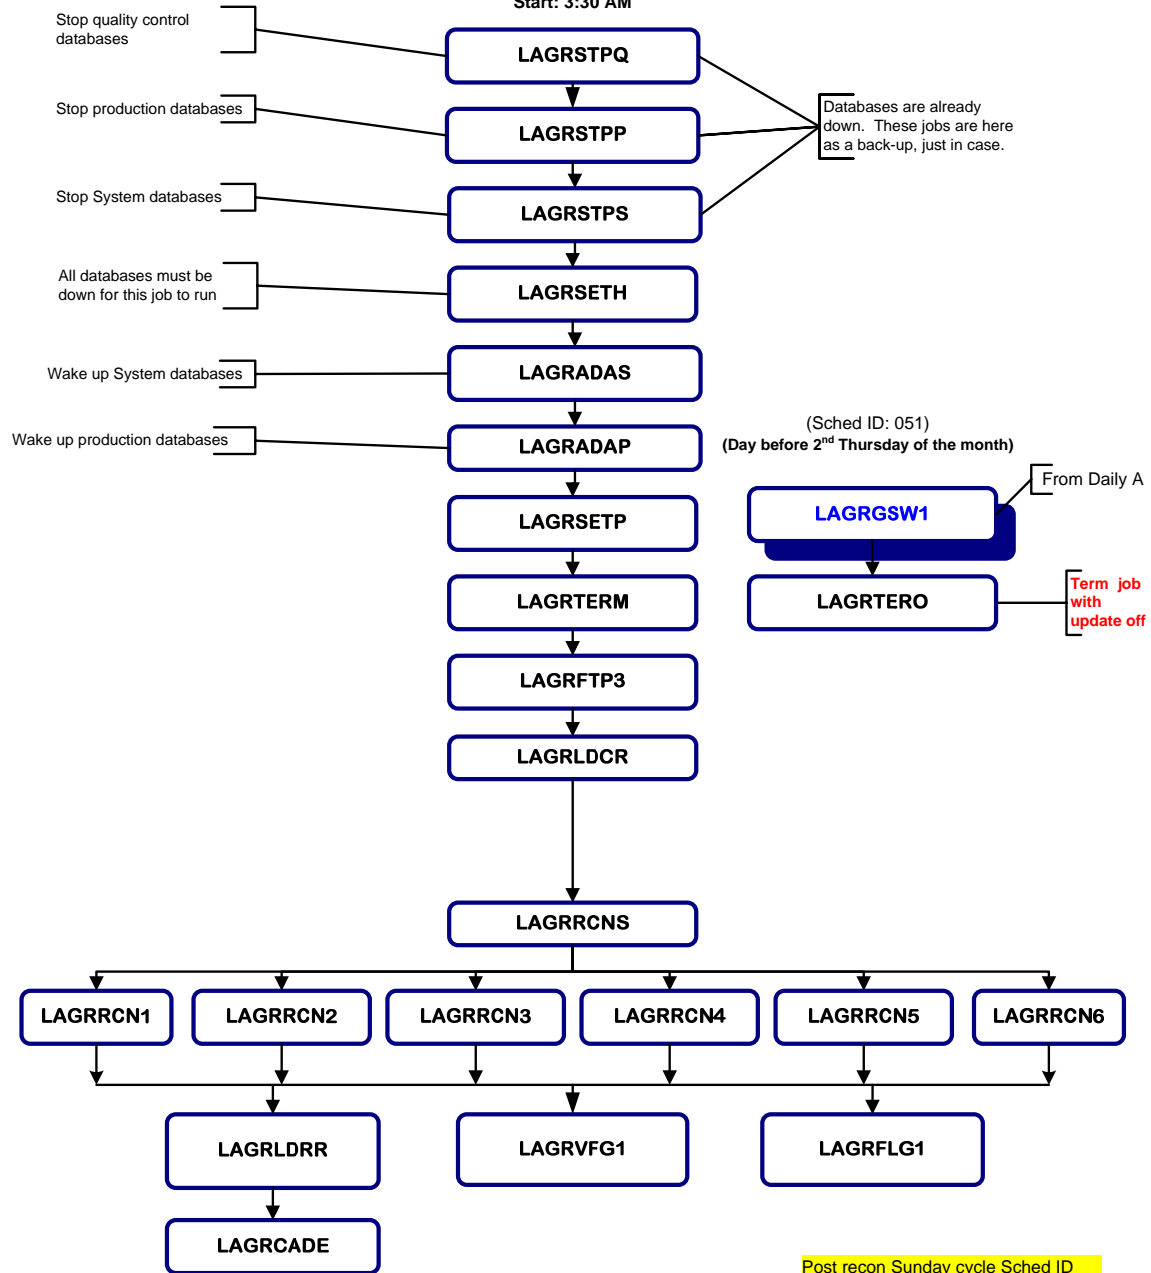 Start: 3:30 AM
Stop quality control
databases
LAGRSTPQ
Stop production databases
LAGRSTPP
Databases are already
down. These jobs are here
as a back-up, just in case.
Stop System databases
LAGRSTPS
All databases must be
down for this job to run
LAGRSETH
Wake up System databases
LAGRADAS
Wake up production databases
LAGRADAP
(Sched ID: 051)
(Day before 2nd Thursday of the month)
From Daily A
LAGRSETP
LAGRGSW1
LAGRTERM
LAGRTERO
Term job
with
update off
LAGRFTP3
LAGRLDCR
LAGRRCNS
LAGRRCN1
LAGRRCN2
LAGRRCN3
LAGRRCN4
LAGRRCN5
LAGRRCN6
LAGRLDRR
LAGRVFG1
LAGRFLG1
LAGRCADE
Post recon Sunday cycle Sched ID